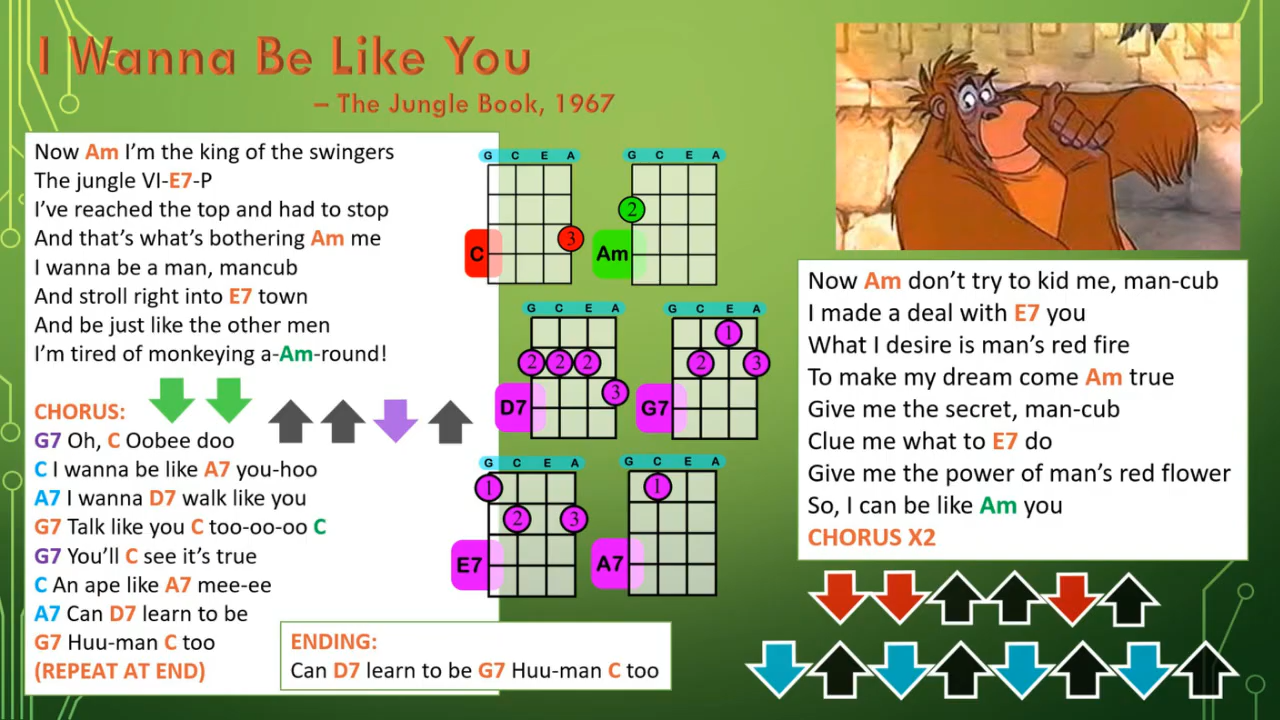 I Wanna Be Like You
– The Jungle Book, 1967
Now Am I'm the king of the swingers
The jungle VI-E7-P
I've reached the top and had to stop
And that's what's bothering Am me
I wanna be a man, mancub
And stroll right into E7 town
And be just like the other men
I'm tired of monkeying a-Am-round!
CHORUS:
G7 Oh, C Oobee doo
C I wanna be like A7 you-hoo
A7 I wanna D7 walk like you
G7 Talk like you C too-oo-oo C
G7 You'll C see it's true
C An ape like A7 mee-ee
A7 Can D7 learn to be
G7 Huu-man C too
(REPEAT AT END)
ENDING:
Can D7 learn to be G7 Huu-man C too
G C E A
3
C
G C E A
2
Am
G C E A
2 2 2
3
D7
G C E A
1
2 3
G7
G C E A
1
2 3
E7
G C E A
1
A7
Now Am don't try to kid me, man-cub
I made a deal with E7 you
What I desire is man's red fire
To make my dream come Am true
Give me the secret, man-cub
Clue me what to E7 do
Give me the power of man's red flower
So, I can be like Am you
CHORUS X2